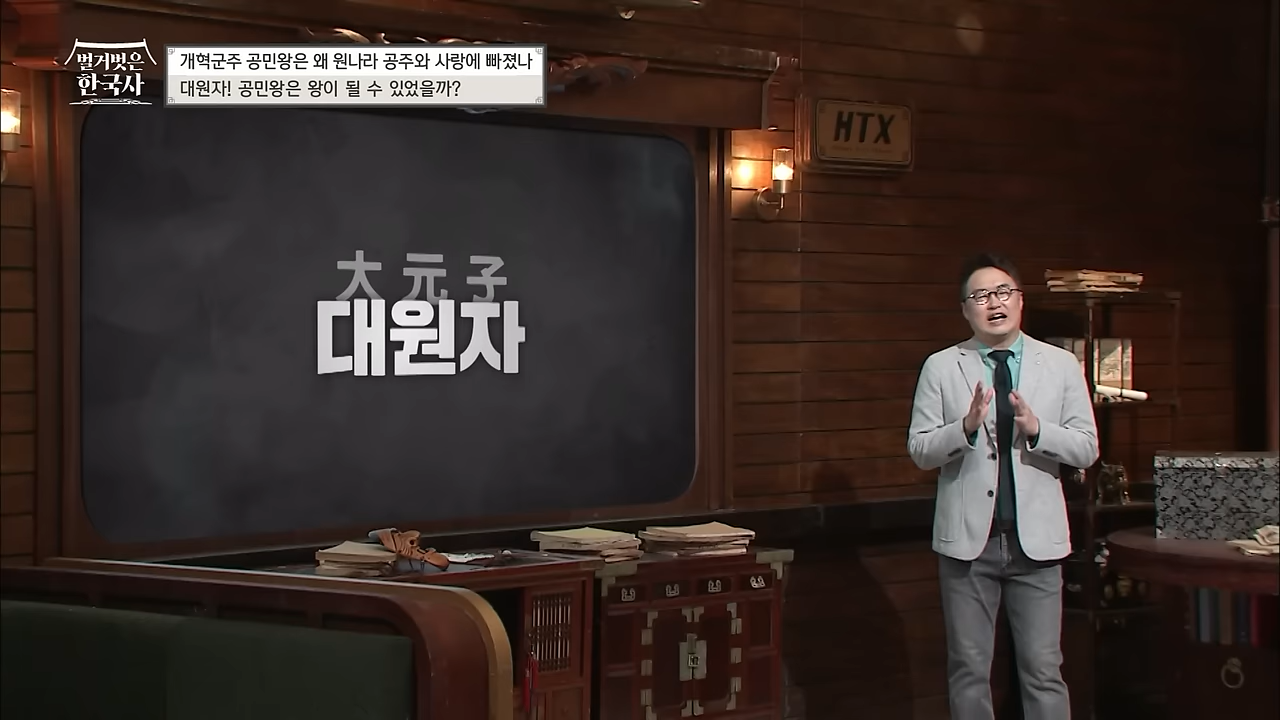 벌거벗은
한국사
개혁군주 공민왕은 왜 원나라 공주와 사랑에 빠졌나
대원자! 공민왕은 왕이 될 수 있었을까?
HTX
大元子
대원자